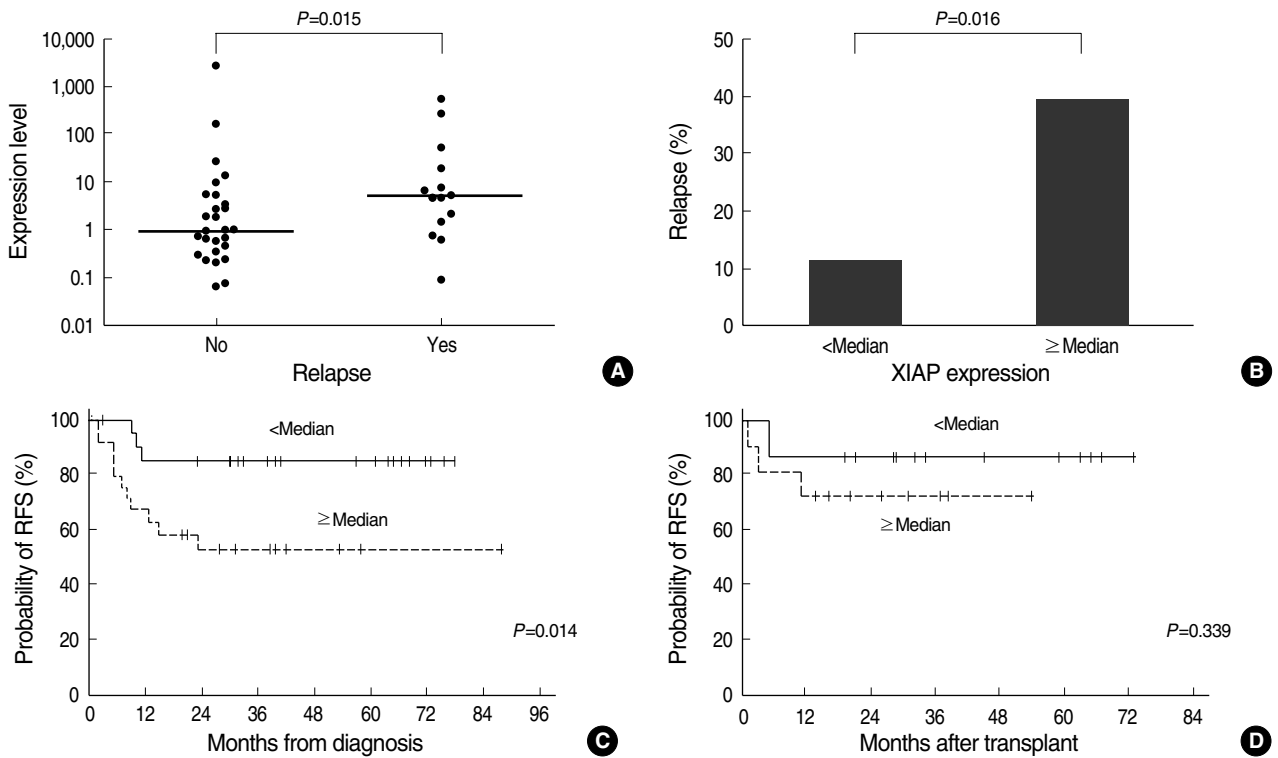 P=0.015
10,000
1,000
100
10
1
0.1
0.01
Expression level
No Yes
Relapse
A
P=0.016
50
40
30
20
10
0
Relapse (%)
<Median ≥Median
XIAP expression
B
100
80
60
40
20
0
Probability of RFS (%)
<Median
≥Median
P=0.014
0 12 24 36 48 60 72 84 96
Months from diagnosis
C
100
80
60
40
20
0
Probability of RFS (%)
<Median
≥Median
P=0.339
0 12 24 36 48 60 72 84
Months after transplant
D